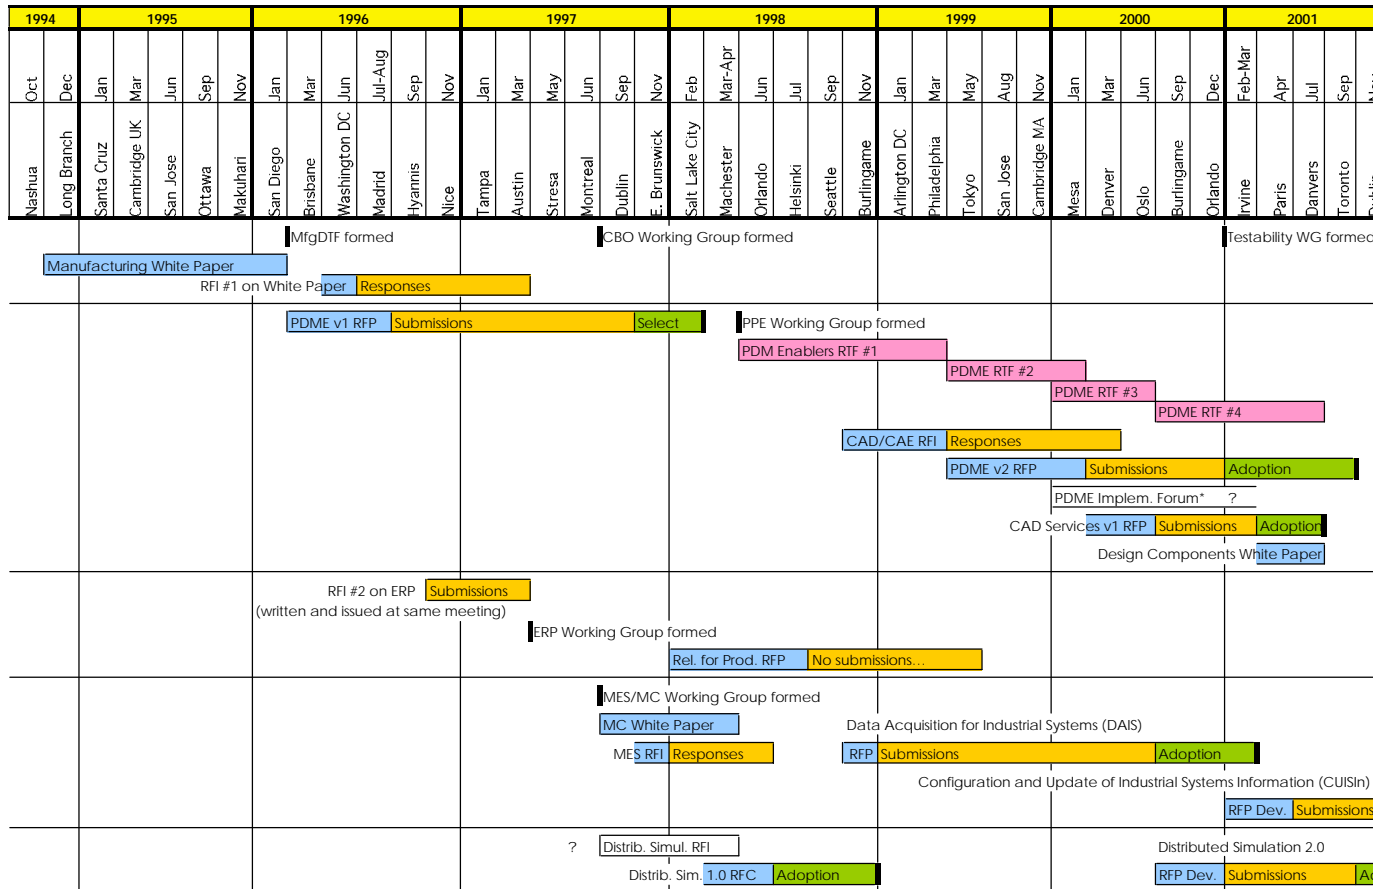 1994 1995 1996 1997 1998 1999 2000 2001
Oct Dec Jan Mar Jun Sep Nov Jan Mar Jun Jul-Aug Sep Nov Jan Mar May Jun Sep Nov Feb Mar-Apr Jun Jul Sep Nov Jan Mar May Aug Nov Jan Mar Jun Sep Dec Feb-Mar Apr Jul Sep Nov
Nashua Long Branch Santa Cruz Cambridge UK San Jose Ottawa Makuhari San Diego Brisbane Washington DC Madrid Hyannis Nice Tampa Austin Stresa Montreal Dublin E. Brunswick Salt Lake City Machester Orlando Helsinki Seattle Burlingame Arlington DC Philadelphia Tokyo San Jose Cambridge MA Mesa Denver Oslo Burlingame Orlando Irvine Paris Danvers Toronto Dublin
MfgDTF formed CBO Working Group formed Testability WG formed
Manufacturing White Paper
RFI #1 on White Paper Responses
PDME v1 RFP Submissions Select PPE Working Group formed
PDM Enablers RTF #1
PDME RTF #2
PDME RTF #3
PDME RTF #4
CAD/CAE RFI Responses
PDME v2 RFP Submissions Adoption
PDME Implem. Forum* ?
CAD Services v1 RFP Submissions Adoption
Design Components White Paper
RFI #2 on ERP Submissions
(written and issued at same meeting)
ERP Working Group formed
Rel. for Prod. RFP No submissions...
MES/MC Working Group formed
MC White Paper Data Acquisition for Industrial Systems (DAIS)
MES RFI Responses RFP Submissions Adoption
Configuration and Update of Industrial Systems Information (CUISIn)
RFP Dev. Submissions
? Distrib. Simul. RFI Distributed Simulation 2.0
Distrib. Sim. 1.0 RFC Adoption RFP Dev. Submissions